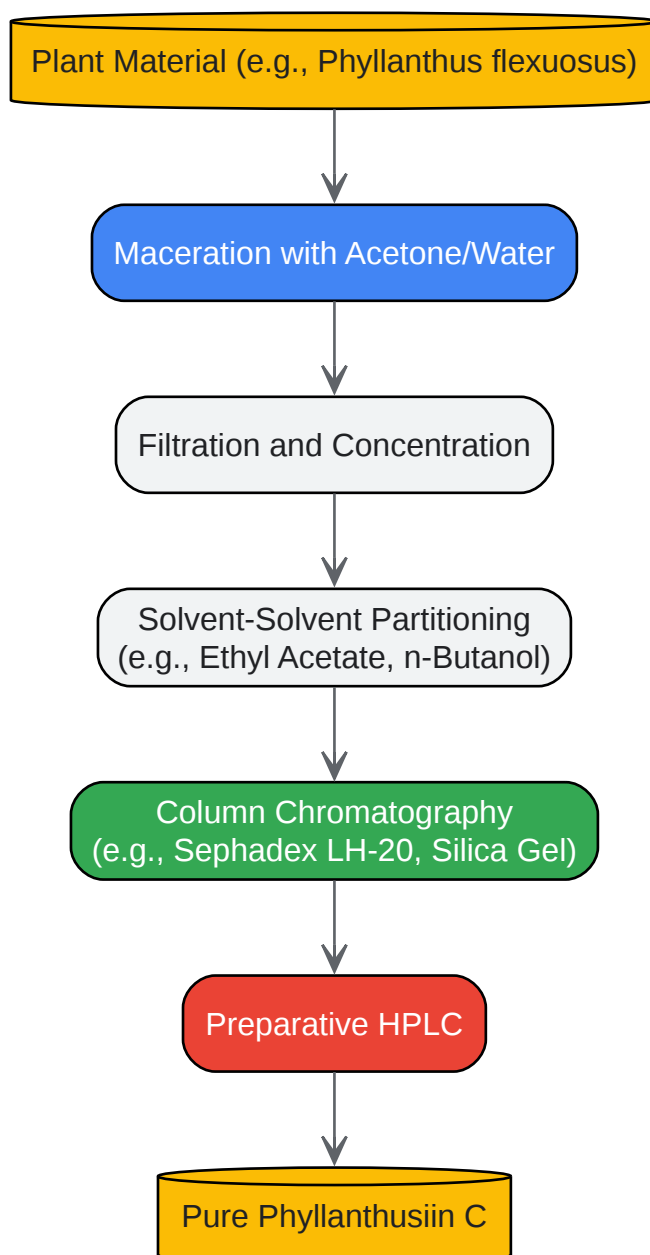 Plant Material (e.g., Phyllanthus flexuosus)
Maceration with Acetone/Water
Filtration and Concentration
Solvent-Solvent Partitioning
(e.g., Ethyl Acetate, n-Butanol)
Column Chromatography
(e.g., Sephadex LH-20, Silica Gel)
Preparative HPLC
Pure Phyllanthusiin C